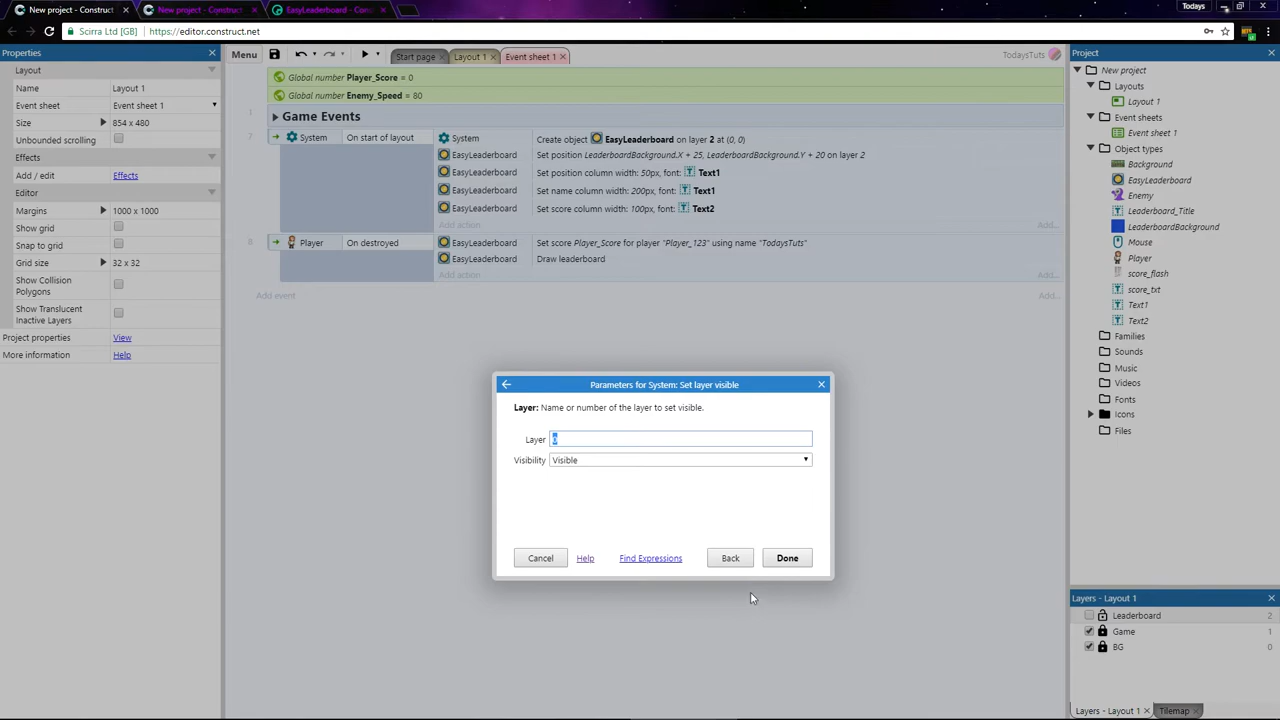 New project - Construct
New project - Construct
EasyLeaderboard - Con
Todays
Scirra Ltd [GB]
https://editor.construct.net
Properties
Menu
Start page
Layout 1
Event sheet 1
TodaysTuts
Project
Layout
Name
Layout 1
Event sheet
Event sheet 1
Size
854 x 480
Unbounded scrolling
Effects
Add / edit
Effects
Editor
Margins
1000 x 1000
Show grid
Snap to grid
Grid size
32 x 32
Show Collision
Polygons
Show Translucent
Inactive Layers
Project properties
View
More information
Help
Global number Player_Score = 0
Global number Enemy_Speed = 80
1
Game Events
7
System
On start of layout
System
Create object EasyLeaderboard on layer 2 at (0, 0)
EasyLeaderboard
Set position LeaderboardBackground.X + 25, LeaderboardBackground.Y + 20 on layer 2
EasyLeaderboard
Set position column width: 50px, font: Text1
EasyLeaderboard
Set name column width: 200px, font: Text1
EasyLeaderboard
Set score column width: 100px, font: Text2
Add action
Add...
8
Player
On destroyed
EasyLeaderboard
Set score Player_Score for player "Player_123" using name "TodaysTuts"
EasyLeaderboard
Draw leaderboard
Add action
Add...
Add event
Add...
Parameters for System: Set layer visible
Layer: Name or number of the layer to set visible.
Layer
0
Visibility
Visible
Cancel
Help
Find Expressions
Back
Done
New project
Layouts
Layout 1
Event sheets
Event sheet 1
Object types
Background
EasyLeaderboard
Enemy
Leaderboard_Title
LeaderboardBackground
Mouse
Player
score_flash
score_txt
Text1
Text2
Families
Sounds
Music
Videos
Fonts
Icons
Files
Layers - Layout 1
Leaderboard
2
Game
1
BG
0
Layers - Layout 1
Tilemap